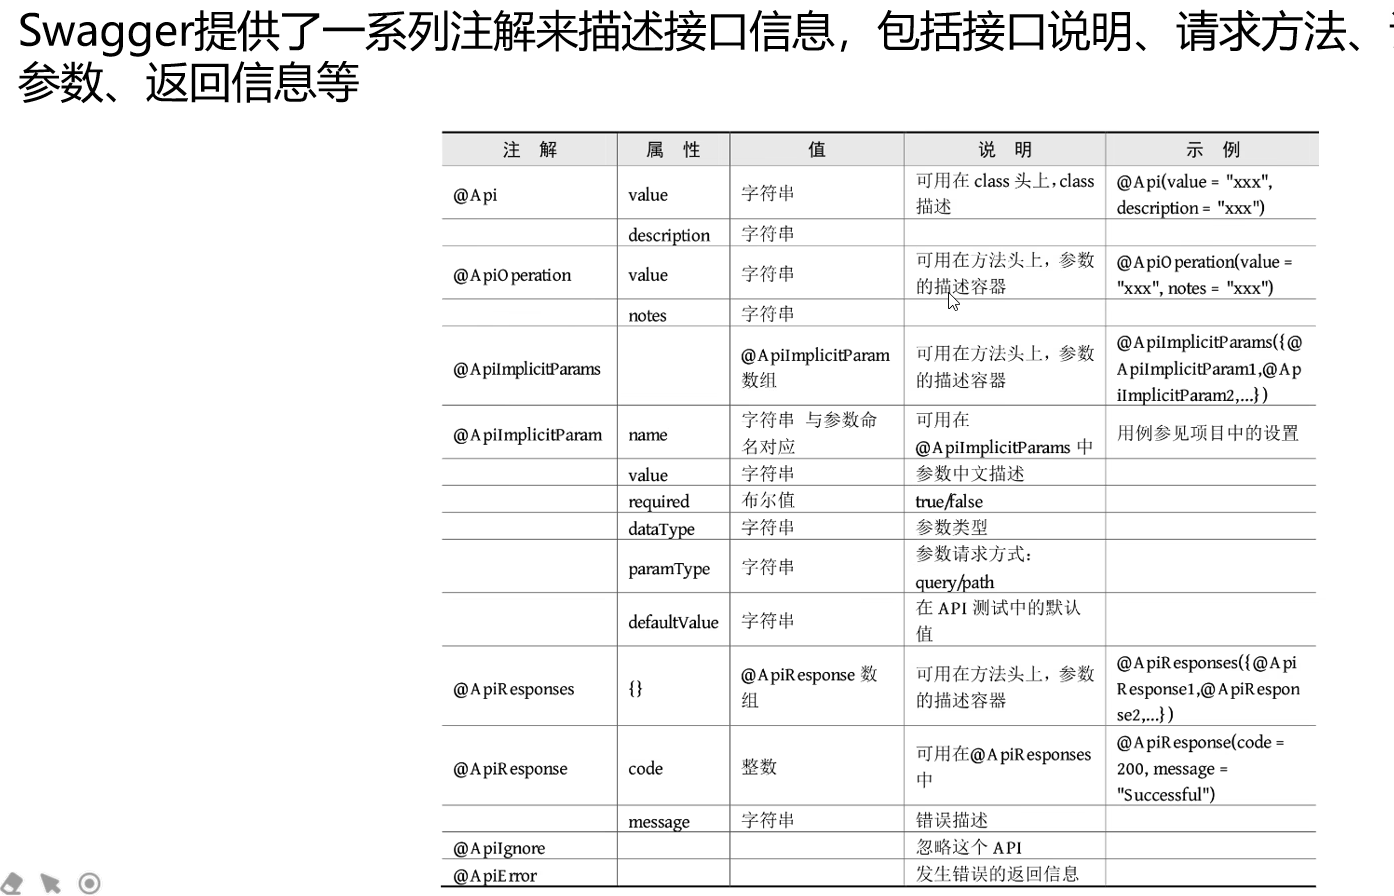 Swagger提供了一系列注解来描述接口信息，包括接口说明、请求方法、
参数、返回信息等
注 解 属 性 值 说 明 示 例
@Api value 字符串 可用在 class 头上，class
描述 @Api(value = "xxx",
description = "xxx")
description 字符串
@ApiOperation value 字符串 可用在方法头上，参数
的描述容器 @ApiOperation(value =
"xxx", notes = "xxx")
notes 字符串
@ApiImplicitParams @ApiImplicitParam
数组 可用在方法头上，参数
的描述容器 @ApiImplicitParams({@
ApiImplicitParam1,@Ap
iImplicitParam2,...})
@ApiImplicitParam name 字符串 与参数命
名对应 可用在
@ApiImplicitParams 中 用例参见项目中的设置
value 字符串 参数中文描述
required 布尔值 true/false
dataType 字符串 参数类型
paramType 字符串 参数请求方式：
query/path
defaultValue 字符串 在 API 测试中的默认
值
@ApiResponses {} @ApiResponse 数
组 可用在方法头上，参数
的描述容器 @ApiResponses({@Api
Response1,@ApiRespon
se2,...})
@ApiResponse code 整数 可用在@ApiResponses
中 @ApiResponse(code =
200, message =
"Successful")
message 字符串 错误描述
@ApiIgnore 忽略这个 API
@ApiError 发生错误的返回信息